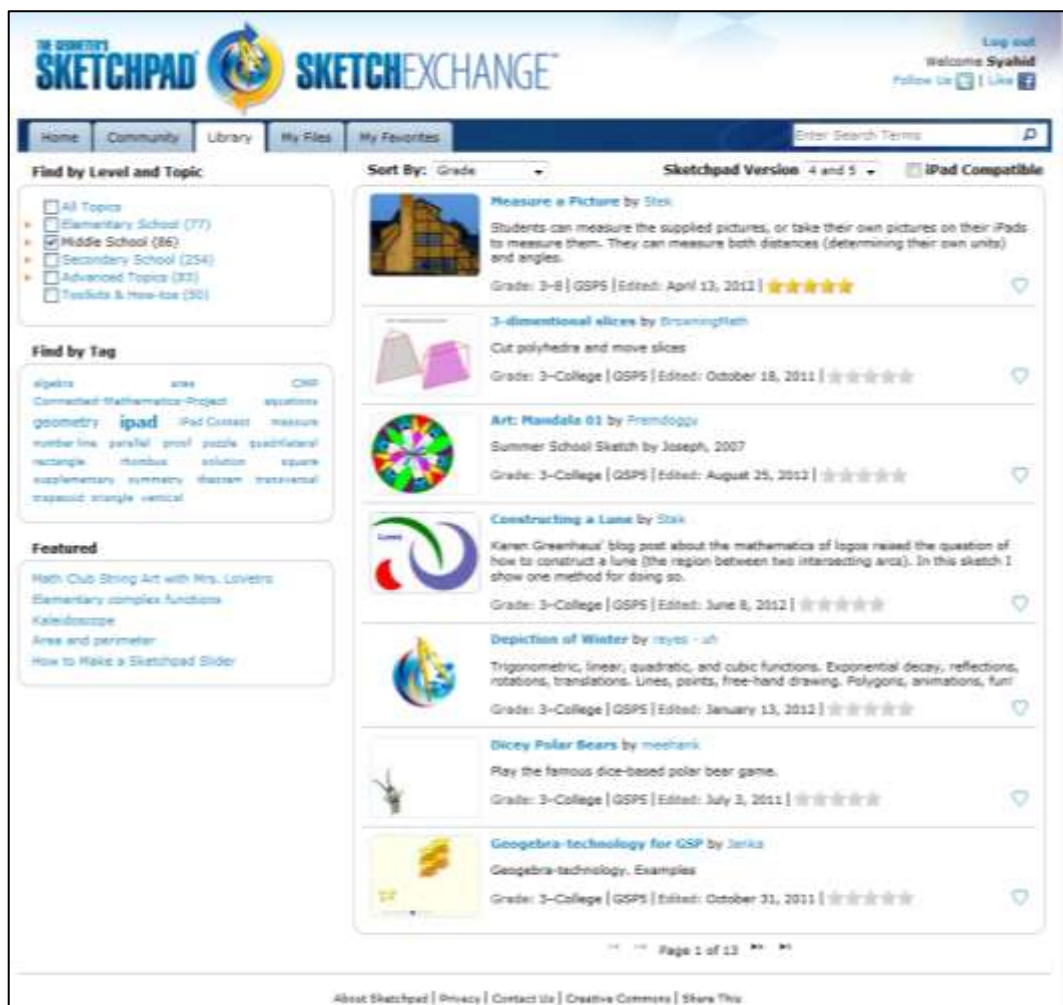 THE GEOMETER'S
SKETCHPAD SKETCHEXCHANGE™
Log out
Welcome Syahid
Follow Us | Like
Home Community Library My Files My Favorites
Enter Search Terms
Find by Level and Topic
All Topics
Elementary School (77)
Middle School (86)
Secondary School (254)
Advanced Topics (83)
Toolkits & How-tos (50)
Find by Tag
algebra area CMP
Connected-Mathematics-Project equations
geometry ipad iPad Contest measure
number line parallel proof puzzle quadrilateral
rectangle rhombus solution square
supplementary symmetry theorem transversal
trapezoid triangle vertical
Featured
Math Club String Art with Mrs. LoVetro
Elementary complex functions
Kaleidoscope
Area and perimeter
How to Make a Sketchpad Slider
Sort By: Grade Sketchpad Version 4 and 5 iPad Compatible
Measure a Picture by Stek
Students can measure the supplied pictures, or take their own pictures on their iPads
to measure them. They can measure both distances (determining their own units)
and angles.
Grade: 3-8 | GSP5 | Edited: April 13, 2012 |
3-dimentional slices by BrowningMath
Cut polyhedra and move slices
Grade: 3-College | GSP5 | Edited: October 18, 2011 |
Art: Mandala 01 by Fremdoggy
Summer School Sketch by Joseph, 2007
Grade: 3-College | GSP5 | Edited: August 25, 2012 |
Constructing a Lune by Stek
Karen Greenhaus' blog post about the mathematics of logos raised the question of
how to construct a lune (the region between two intersecting arcs). In this sketch I
show one method for doing so.
Grade: 3-College | GSP5 | Edited: June 8, 2012 |
Depiction of Winter by reyes - uh
Trigonometric, linear, quadratic, and cubic functions. Exponential decay, reflections,
rotations, translations. Lines, points, free-hand drawing. Polygons, animations, fun!
Grade: 3-College | GSP5 | Edited: January 13, 2012 |
Dicey Polar Bears by meehank
Play the famous dice-based polar bear game.
Grade: 3-College | GSP5 | Edited: July 3, 2011 |
Geogebra-technology for GSP by Janka
Geogebra-technology. Examples
Grade: 3-College | GSP5 | Edited: October 31, 2011 |
Page 1 of 13
About Sketchpad | Privacy | Contact Us | Creative Commons | Share This